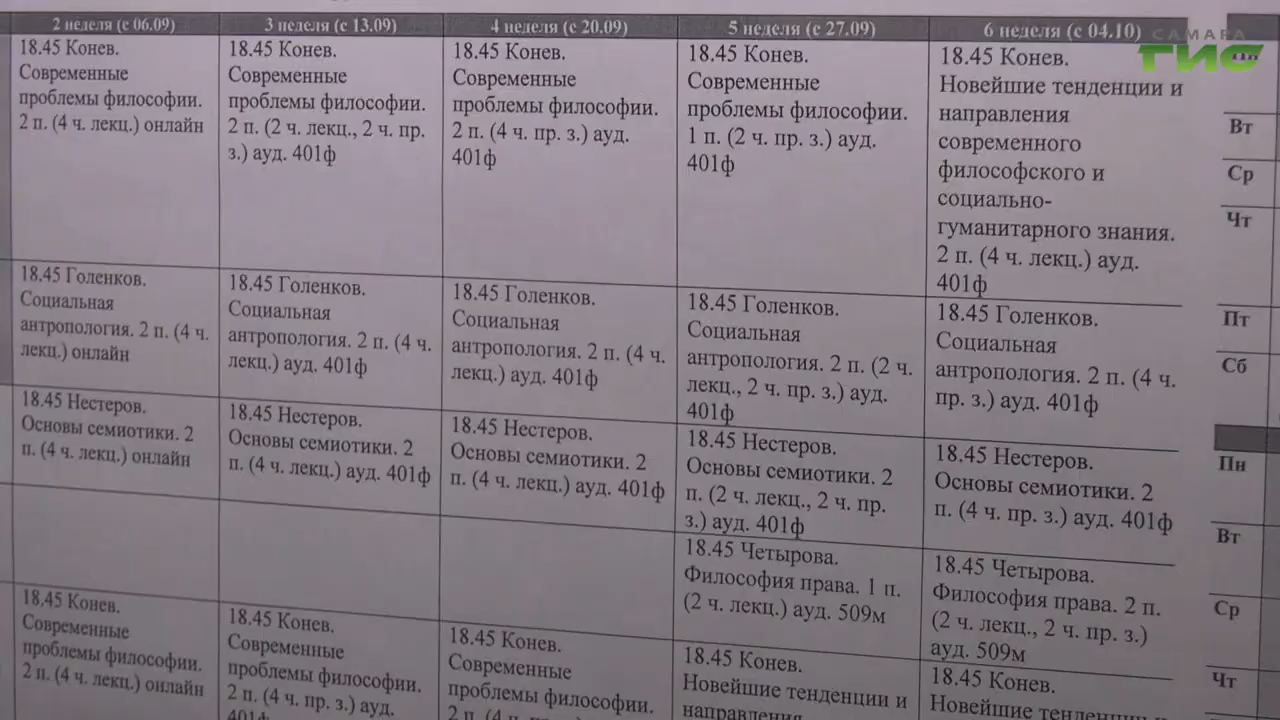 2 неделя (с 06.09)
3 неделя (с 13.09)
4 неделя (с 20.09)
5 неделя (с 27.09)
6 неделя (с 04.10)
САМАРА
ТИС
18.45 Конев.
Современные
проблемы философии.
2 п. (4 ч. лекц.) онлайн
18.45 Конев.
Современные
проблемы философии.
2 п. (2 ч. лекц., 2 ч. пр.
з.) ауд. 401ф
18.45 Конев.
Современные
проблемы философии.
2 п. (4 ч. пр. з.) ауд.
401ф
18.45 Конев.
Современные
проблемы философии.
1 п. (2 ч. пр. з.) ауд.
401ф
18.45 Конев.
Новейшие тенденции и
направления
современного
философского и
социально-
гуманитарного знания.
2 п. (4 ч. лекц.) ауд.
401ф
18.45 Голенков.
Социальная
антропология. 2 п. (4 ч.
лекц.) онлайн
18.45 Голенков.
Социальная
антропология. 2 п. (4 ч.
лекц.) ауд. 401ф
18.45 Голенков.
Социальная
антропология. 2 п. (4 ч.
лекц.) ауд. 401ф
18.45 Голенков.
Социальная
антропология. 2 п. (2 ч.
лекц., 2 ч. пр. з.) ауд.
401ф
18.45 Голенков.
Социальная
антропология. 2 п. (4 ч.
пр. з.) ауд. 401ф
18.45 Нестеров.
Основы семиотики. 2
п. (4 ч. лекц.) онлайн
18.45 Нестеров.
Основы семиотики. 2
п. (4 ч. лекц.) ауд. 401ф
18.45 Нестеров.
Основы семиотики. 2
п. (4 ч. лекц.) ауд. 401ф
18.45 Нестеров.
Основы семиотики. 2
п. (2 ч. лекц., 2 ч. пр.
з.) ауд. 401ф
18.45 Нестеров.
Основы семиотики. 2
п. (4 ч. пр. з.) ауд. 401ф
18.45 Четырова.
Философия права. 1 п.
(2 ч. лекц.) ауд. 509м
18.45 Четырова.
Философия права. 2 п.
(2 ч. лекц., 2 ч. пр. з.)
ауд. 509м
18.45 Конев.
Современные
проблемы философии.
2 п. (4 ч. лекц.) онлайн
18.45 Конев.
Современные
проблемы философии.
2 п. (4 ч. пр. з.) ауд.
401ф
18.45 Конев.
Современные
проблемы философии.
2 п. (4 ч. пр. з.) ауд.
18.45 Конев.
Новейшие тенденции и
направления
18.45 Конев.
Новейшие тенденции и
Вт
Ср
Чт
Пт
Сб
Пн
Вт
Ср
Чт